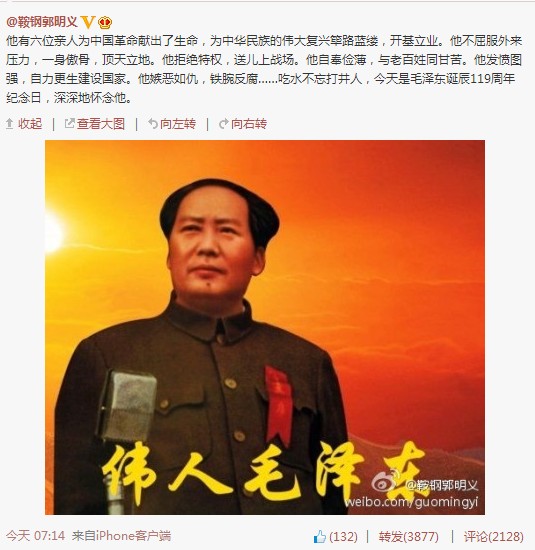 @鞍钢郭明义
他有六位亲人为中国革命献出了生命，为中华民族的伟大复兴筚路蓝缕，开基立业。他不屈服外来
压力，一身傲骨，顶天立地。他拒绝特权，送儿上战场。他自奉俭薄，与老百姓同甘苦。他发愤图
强，自力更生建设国家。他嫉恶如仇，铁腕反腐......吃水不忘打井人，今天是毛泽东诞辰119周年
纪念日，深深地怀念他。
收起 | 查看大图 | 向左转 | 向右转
伟人毛泽东
@鞍钢郭明义
weibo.com/guomingyi
今天 07:14 来自iPhone客户端 (132) | 转发(3877) | 评论(2128)